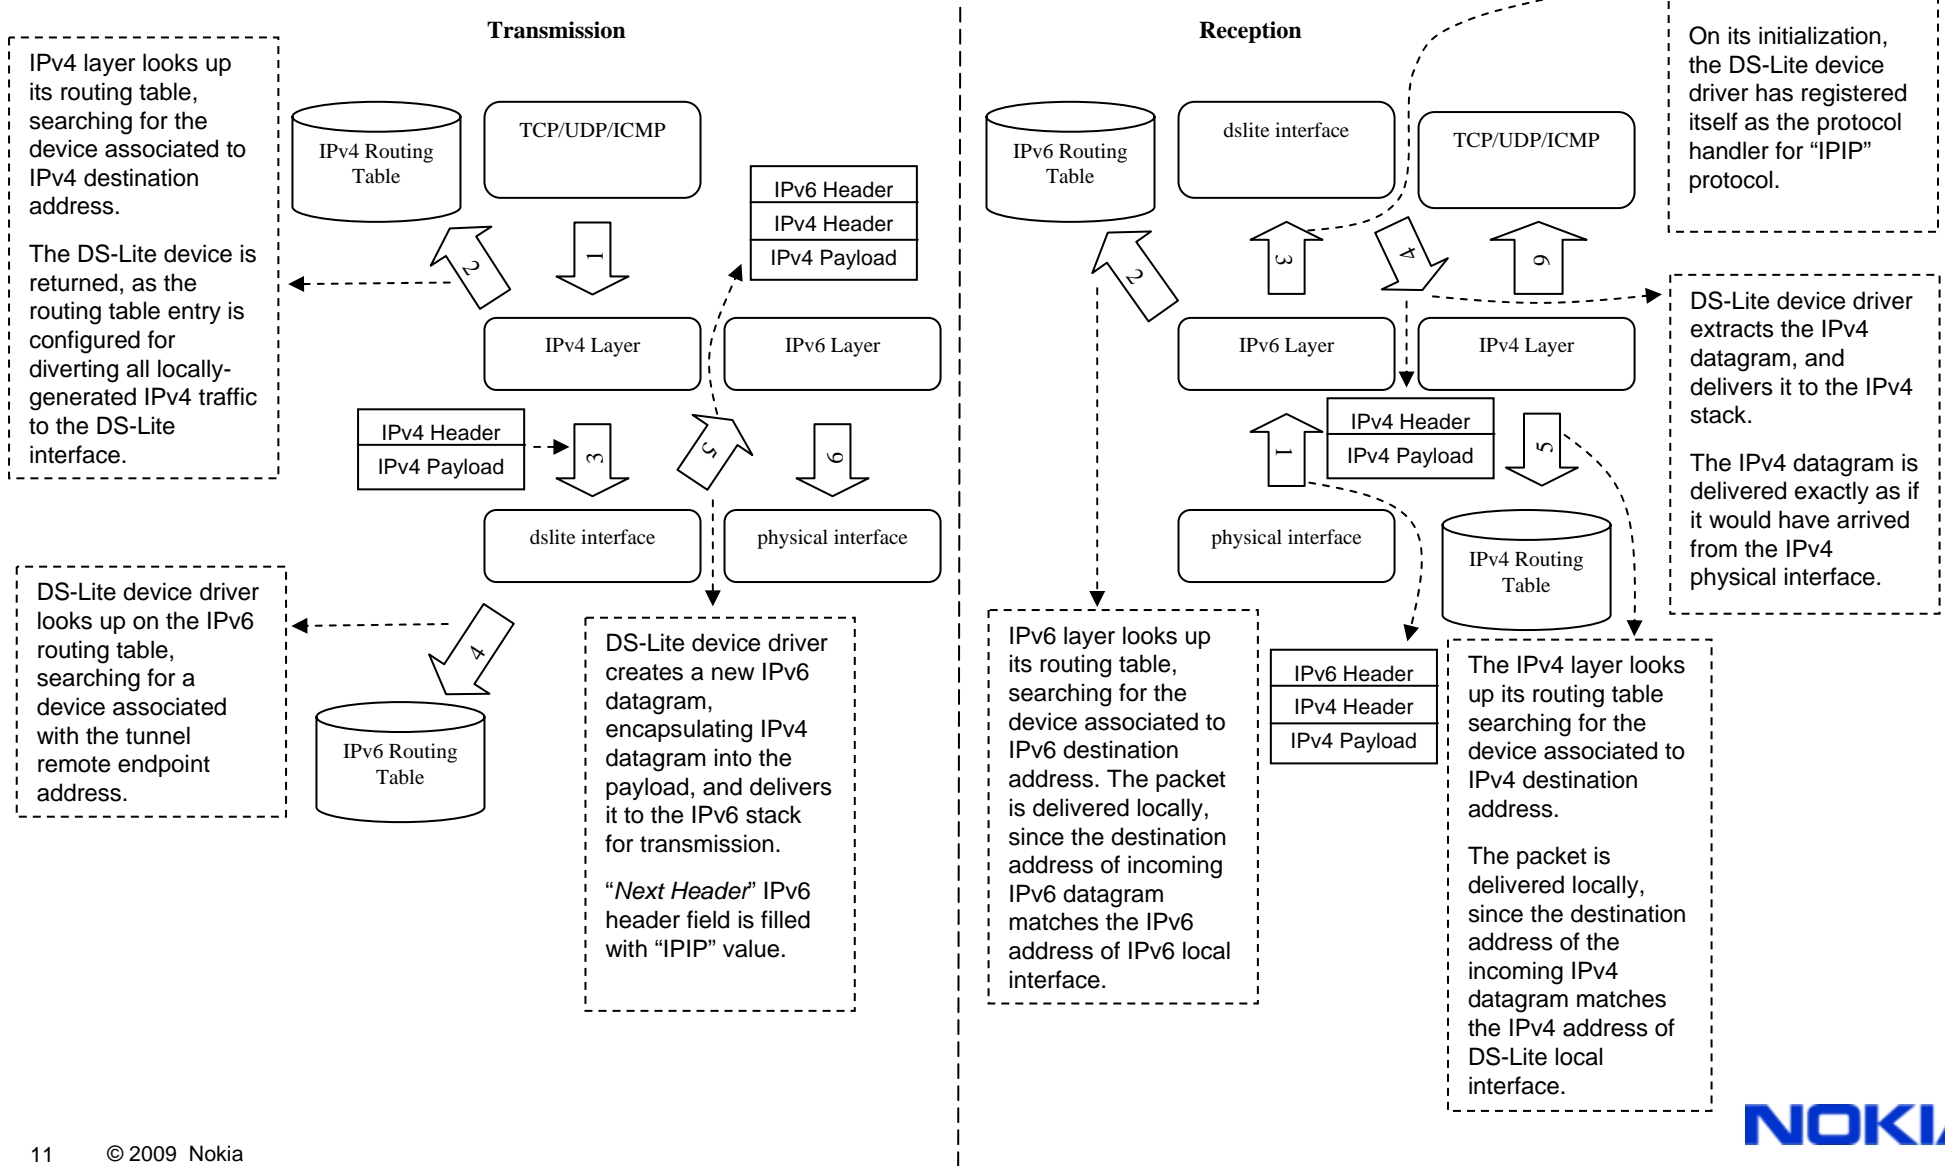 Transmission
IPv4 layer looks up
its routing table,
searching for the
device associated to
IPv4 destination
address.
The DS-Lite device is
returned, as the
routing table entry is
configured for
diverting all locally-
generated IPv4 traffic
to the DS-Lite
interface.
IPv4 Routing
Table
TCP/UDP/ICMP
IPv6 Header
IPv4 Header
IPv4 Payload
2
1
IPv4 Layer
IPv6 Layer
IPv4 Header
IPv4 Payload
3
5
6
dslite interface
physical interface
DS-Lite device driver
looks up on the IPv6
routing table,
searching for a
device associated
with the tunnel
remote endpoint
address.
4
IPv6 Routing
Table
DS-Lite device driver
creates a new IPv6
datagram,
encapsulating IPv4
datagram into the
payload, and delivers
it to the IPv6 stack
for transmission.
“Next Header” IPv6
header field is filled
with “IPIP” value.
Reception
On its initialization,
the DS-Lite device
driver has registered
itself as the protocol
handler for “IPIP”
protocol.
IPv6 Routing
Table
dslite interface
TCP/UDP/ICMP
2
3
4
6
DS-Lite device driver
extracts the IPv4
datagram, and
delivers it to the IPv4
stack.
The IPv4 datagram is
delivered exactly as if
it would have arrived
from the IPv4
physical interface.
IPv6 Layer
IPv4 Layer
1
IPv4 Header
IPv4 Payload
5
physical interface
IPv4 Routing
Table
IPv6 layer looks up
its routing table,
searching for the
device associated to
IPv6 destination
address. The packet
is delivered locally,
since the destination
address of incoming
IPv6 datagram
matches the IPv6
address of IPv6 local
interface.
IPv6 Header
IPv4 Header
IPv4 Payload
The IPv4 layer looks
up its routing table
searching for the
device associated to
IPv4 destination
address.
The packet is
delivered locally,
since the destination
address of the
incoming IPv4
datagram matches
the IPv4 address of
DS-Lite local
interface.
11 © 2009 Nokia
NOKIA